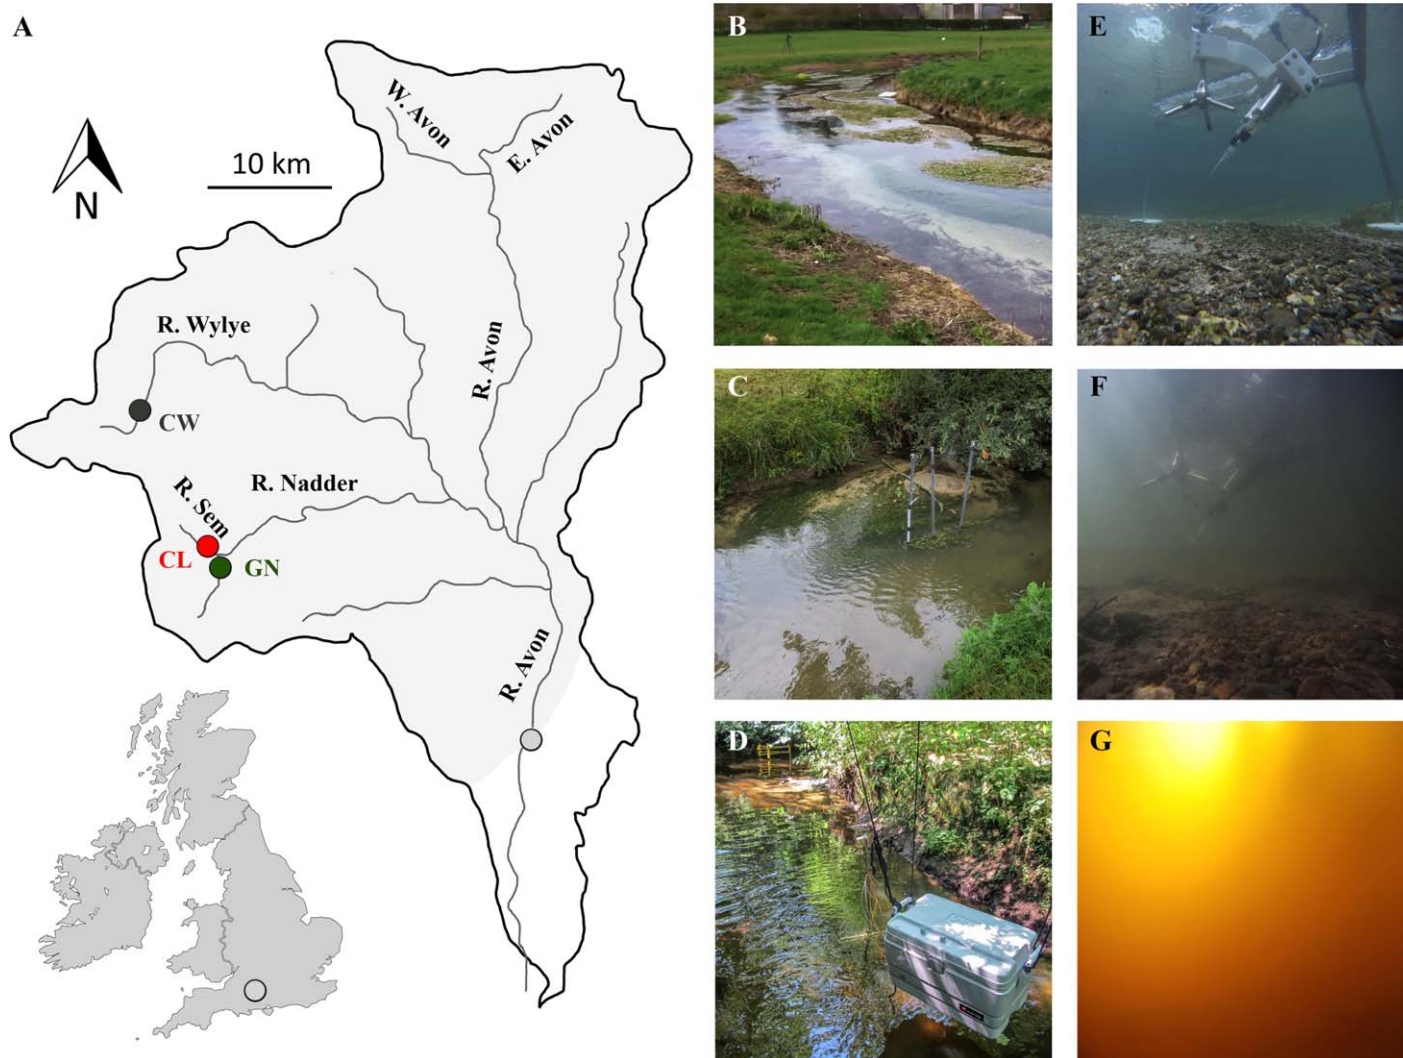 A
W. Avon
E. Avon
10 km
N
R. Wylye
R. Avon
CW
R. Nadder
R. Sem
CL
GN
R. Avon
B
C
D
E
F
G